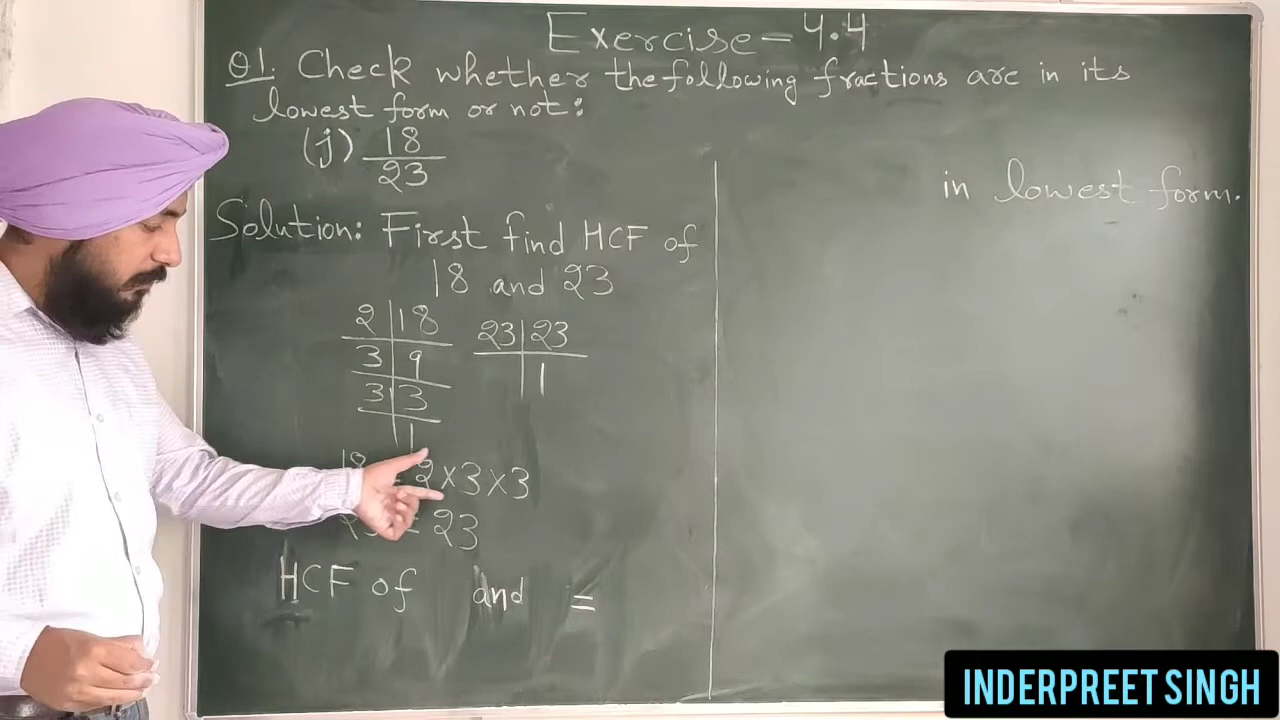 Exercise-4.4
Q1. Check whether the following fractions are in its
lowest form or not:
(j) 18
23
Solution: First find HCF of
18 and 23
2 | 18
3 | 9
3 | 3
1
23 | 23
1
18 = 2×3×3
= 23
HCF of and =
in lowest form.
INDERPREET SINGH